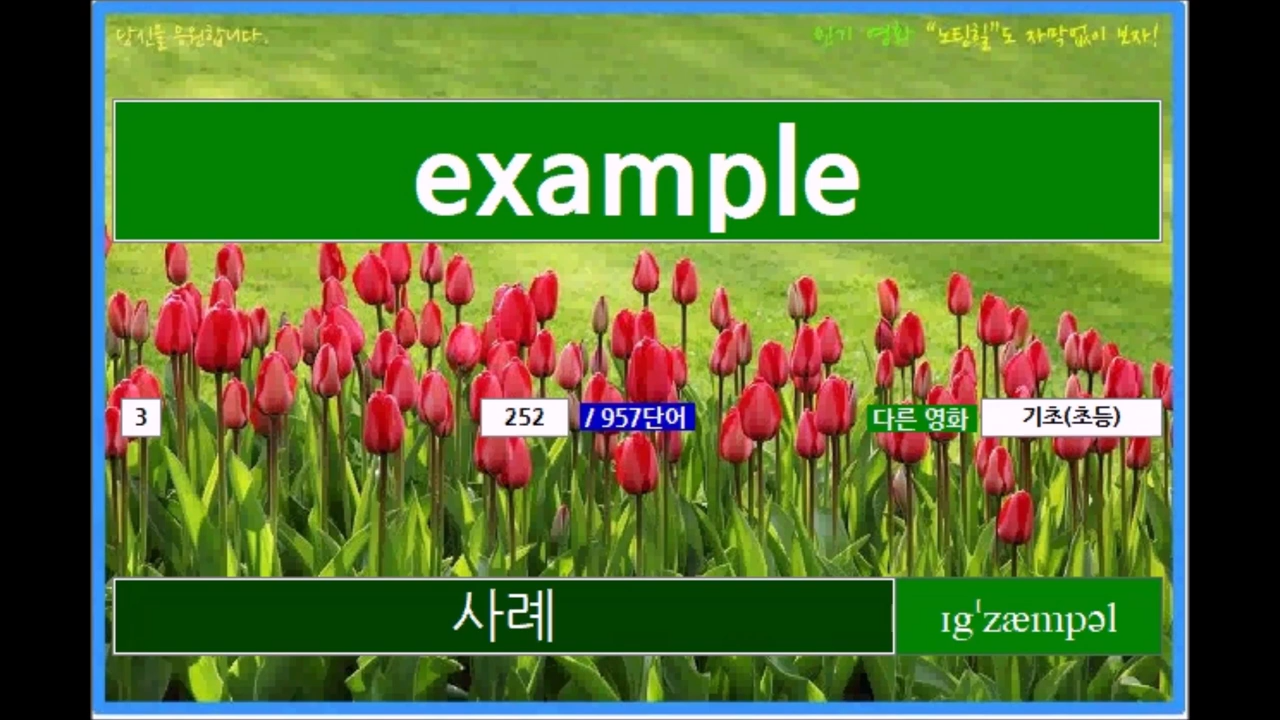 당신을 응원합니다.
인기 영화 "노팅힐"도 자막없이 보자!
example
3
252 / 957단어
다른 영화 기초(초등)
사례
ɪgˈzæmpəl